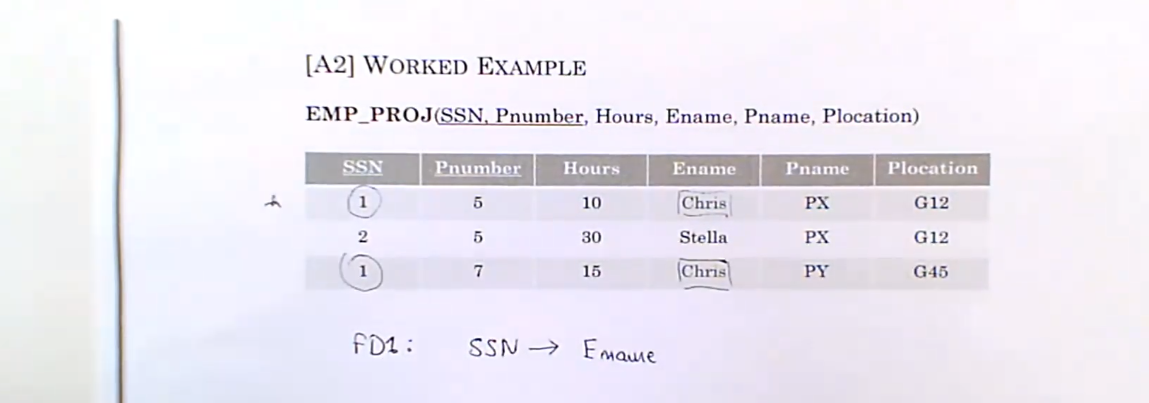 [A2] WORKED EXAMPLE
EMP_PROJ(SSN, Pnumber, Hours, Ename, Pname, Plocation)
SSN Pnumber Hours Ename Pname Plocation
1 5 10 Chris PX G12
2 5 30 Stella PX G12
1 7 15 Chris PY G45
FD1: SSN → Ename